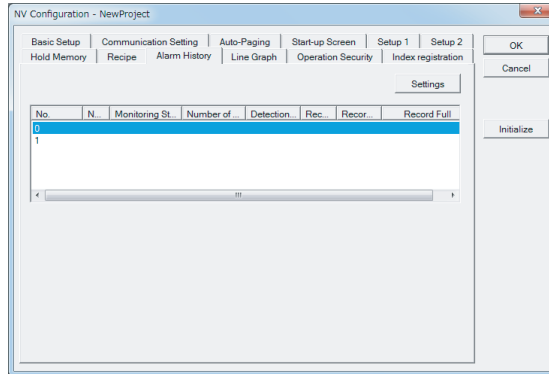 NV Configuration - NewProject
Basic Setup Communication Setting Auto-Paging Start-up Screen Setup 1 Setup 2
Hold Memory Recipe Alarm History Line Graph Operation Security Index registration
OK
Cancel
Settings
No. N... Monitoring St... Number of ... Detection... Rec... Recor... Record Full
0
1
Initialize